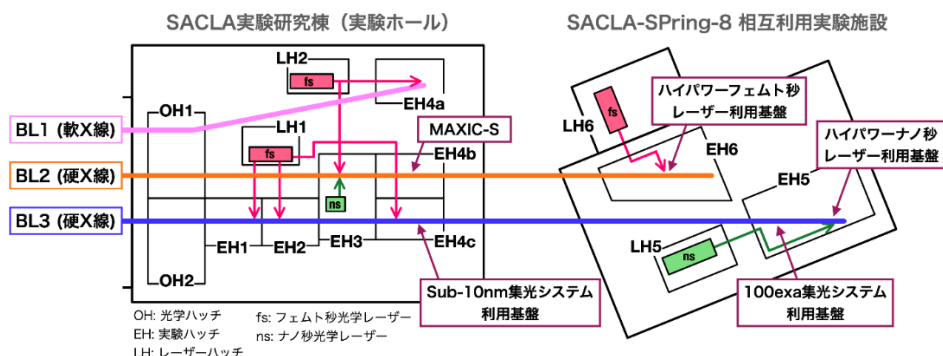 SACLA実験研究棟（実験ホール）
SACLA-SPring-8 相互利用実験施設
LH2
fs
EH4a
OH1
BL1 (軟X線)
LH1
fs
MAXIC-S
EH4b
BL2 (硬X線)
ns
BL3 (硬X線)
EH1
EH2
EH3
EH4c
OH2
Sub-10nm集光システム
利用基盤
fs
LH6
ハイパワーフェムト秒
レーザー利用基盤
EH6
ハイパワーナノ秒
レーザー利用基盤
EH5
LH5
ns
100exa集光システム
利用基盤
OH: 光学ハッチ
fs: フェムト秒光学レーザー
EH: 実験ハッチ
ns: ナノ秒光学レーザー
LH: レーザーハッチ